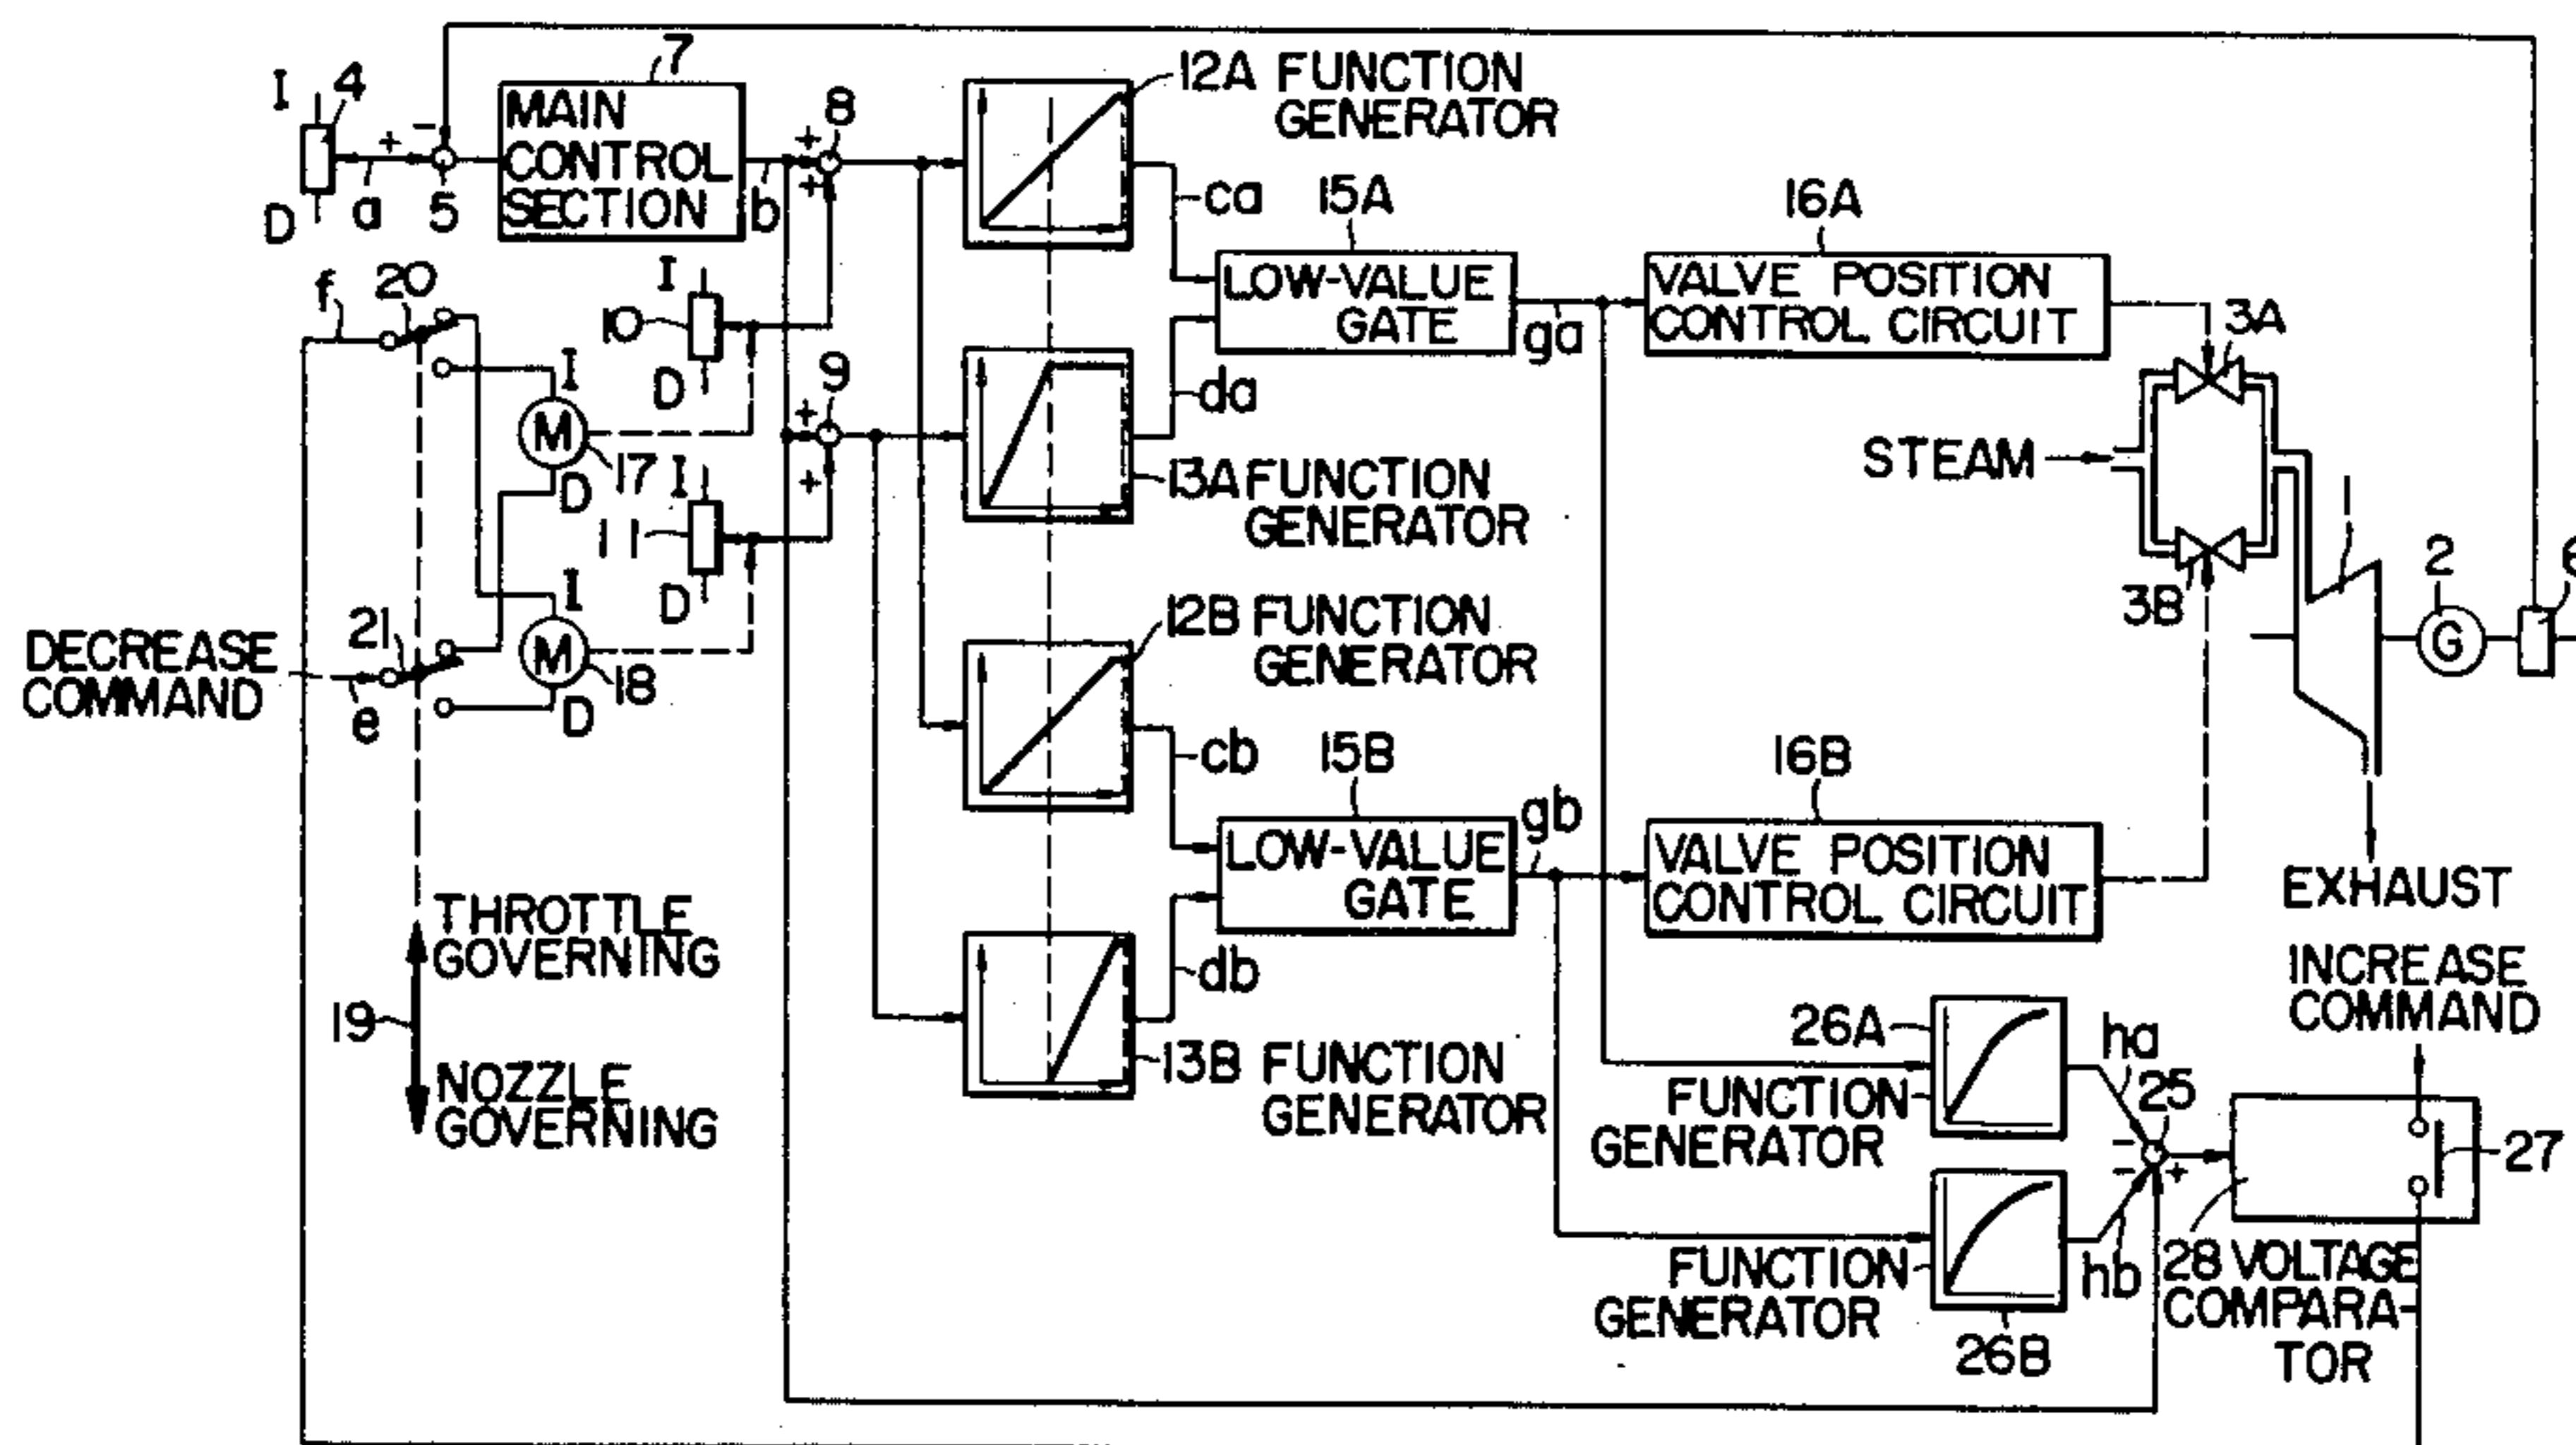 7
I 4
12A FUNCTION
GENERATOR
+ -
MAIN
CONTROL
SECTION
8
+
+
D a 5
b
ca
15A
16A
f 20
I
10
D
LOW-VALUE
GATE
ga
VALVE POSITION
CONTROL CIRCUIT
3A
I
M
17
D
9
+
+
da
STEAM
I
11
D
13A FUNCTION
GENERATOR
1
2
G
3B
I
M
18
D
12B FUNCTION
GENERATOR
21
DECREASE
COMMAND
e
cb
15B
16B
gb
LOW-VALUE
GATE
VALVE POSITION
CONTROL CIRCUIT
EXHAUST
THROTTLE
GOVERNING
19
NOZZLE
GOVERNING
db
13B FUNCTION
GENERATOR
INCREASE
COMMAND
26A
FUNCTION
GENERATOR
ha
25
-
-
+
27
FUNCTION
GENERATOR
26B
hb
28 VOLTAGE
COMPARA-
TOR